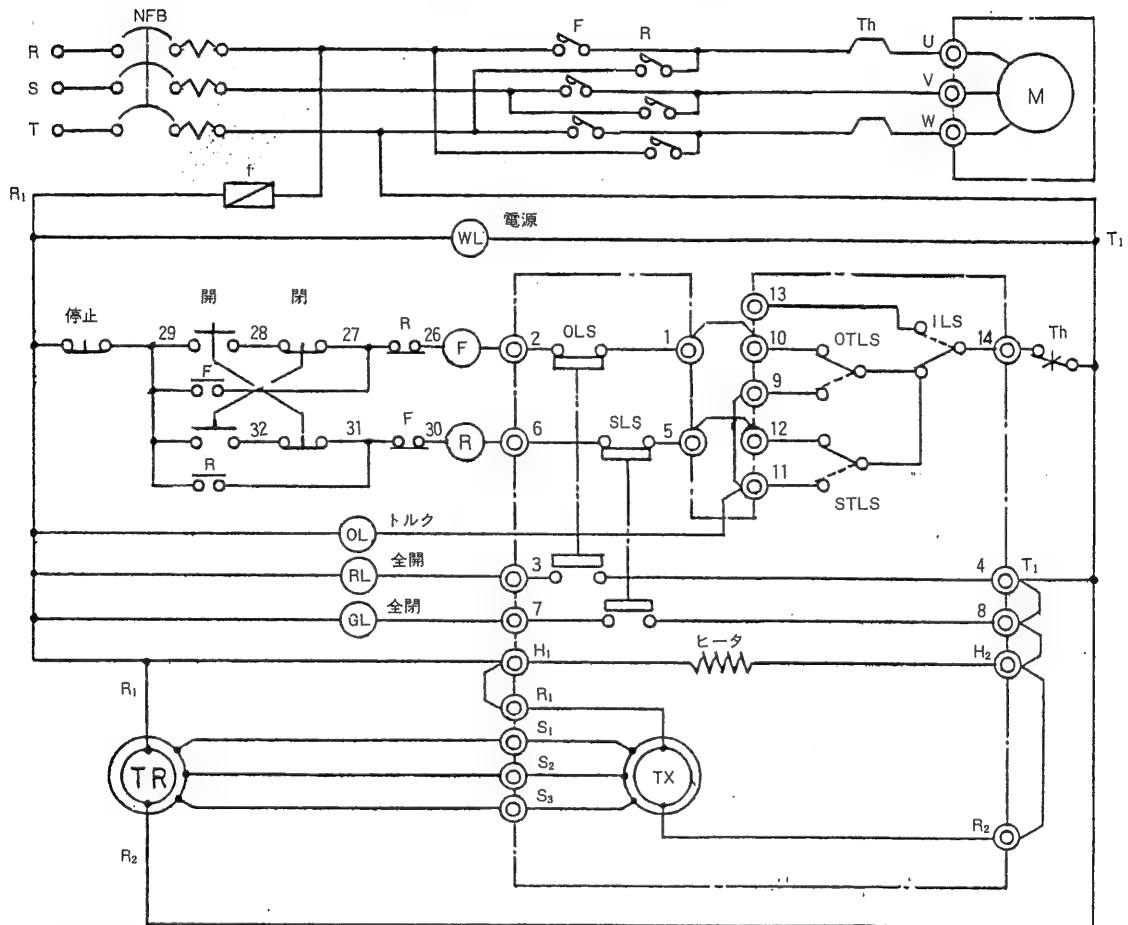 NFB
R
S
T
F
R
Th
U
V
W
M
f
R₁
電源
WL
T₁
停止
開
閉
29
28
27
R
26
F
2
OLS
1
13
10
9
12
11
OTLS
ILS
14
Th
F
32
31
F
30
R
6
SLS
5
STLS
R
OL
トルク
RL
全開
3
4
T₁
GL
全閉
7
8
H₁
ヒータ
H₂
R₁
R₁
S₁
S₂
S₃
TR
TX
R₂
R₂